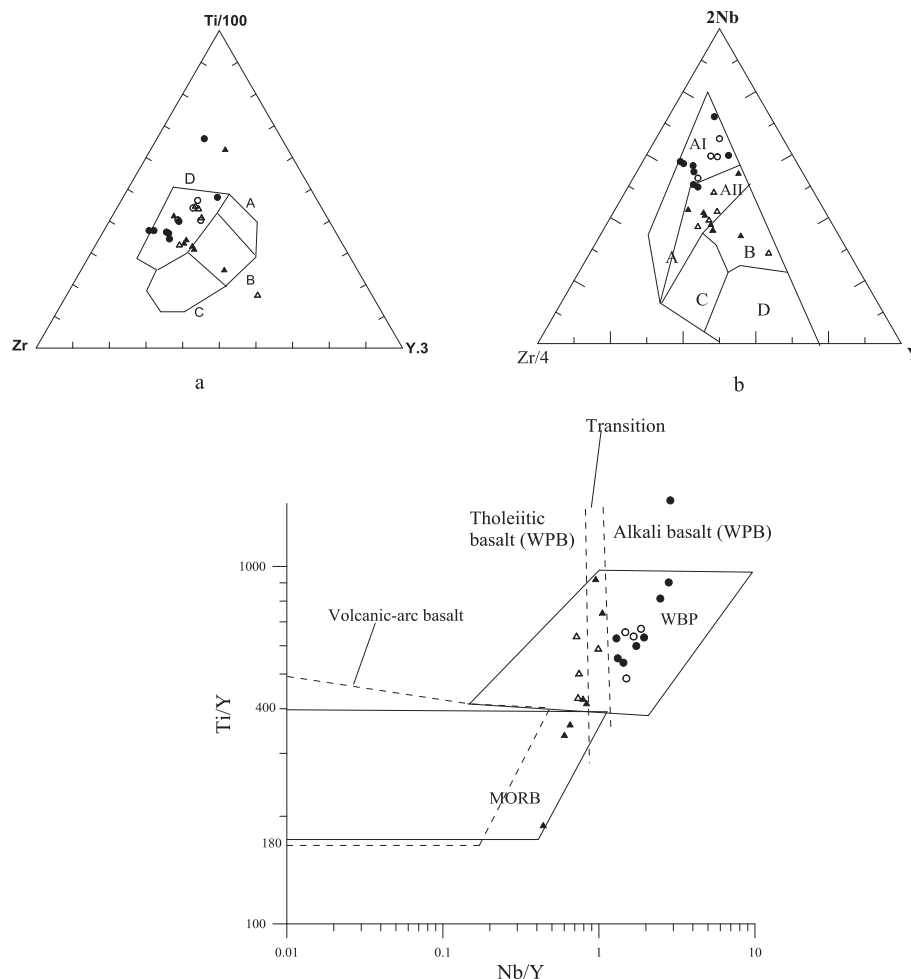 Ti/100
D
A
B
C
Zr
Y.3
a
2Nb
AI
AII
A
B
C
D
Zr/4
b
Transition
Tholeiitic
basalt (WPB)
Alkali basalt (WPB)
1000
Volcanic-arc basalt
WBP
400
Ti/Y
MORB
180
100
0.01
0.1
1
10
Nb/Y